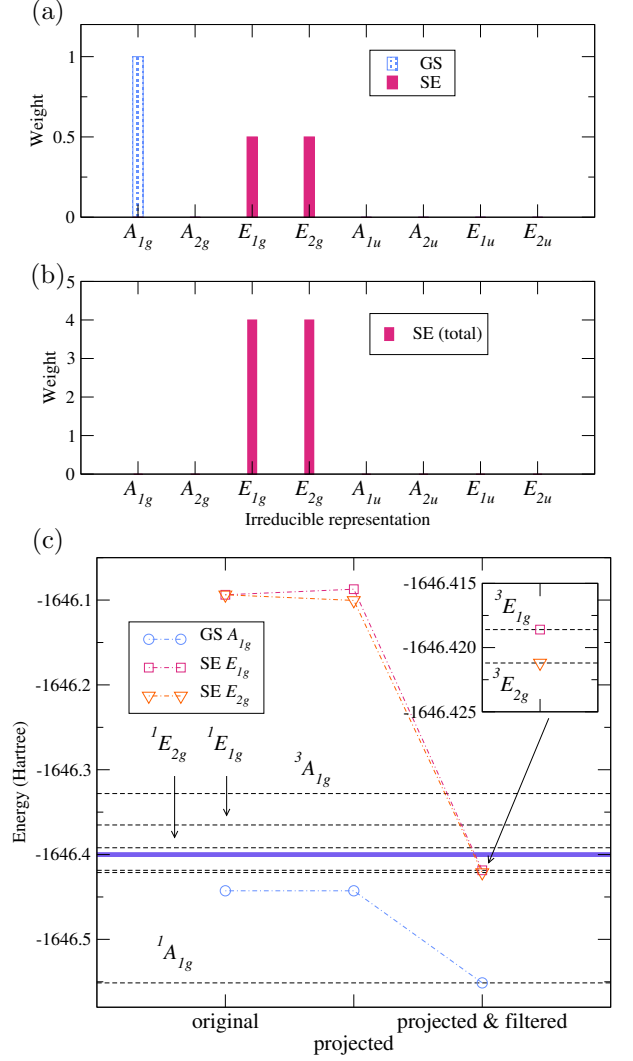 (a)
1
0.5
0
Weight
GS
SE
A1g A2g E1g E2g A1u A2u E1u E2u
(b)
5
4
3
2
1
0
Weight
SE (total)
A1g A2g E1g E2g A1u A2u E1u E2u
Irreducible representation
(c)
-1646.1
-1646.2
-1646.3
-1646.4
-1646.5
Energy (Hartree)
GS A1g
SE E1g
SE E2g
-1646.415
-1646.420
-1646.425
3E1g
3E2g
1E2g
1E1g
3A1g
1A1g
original
projected
projected & filtered